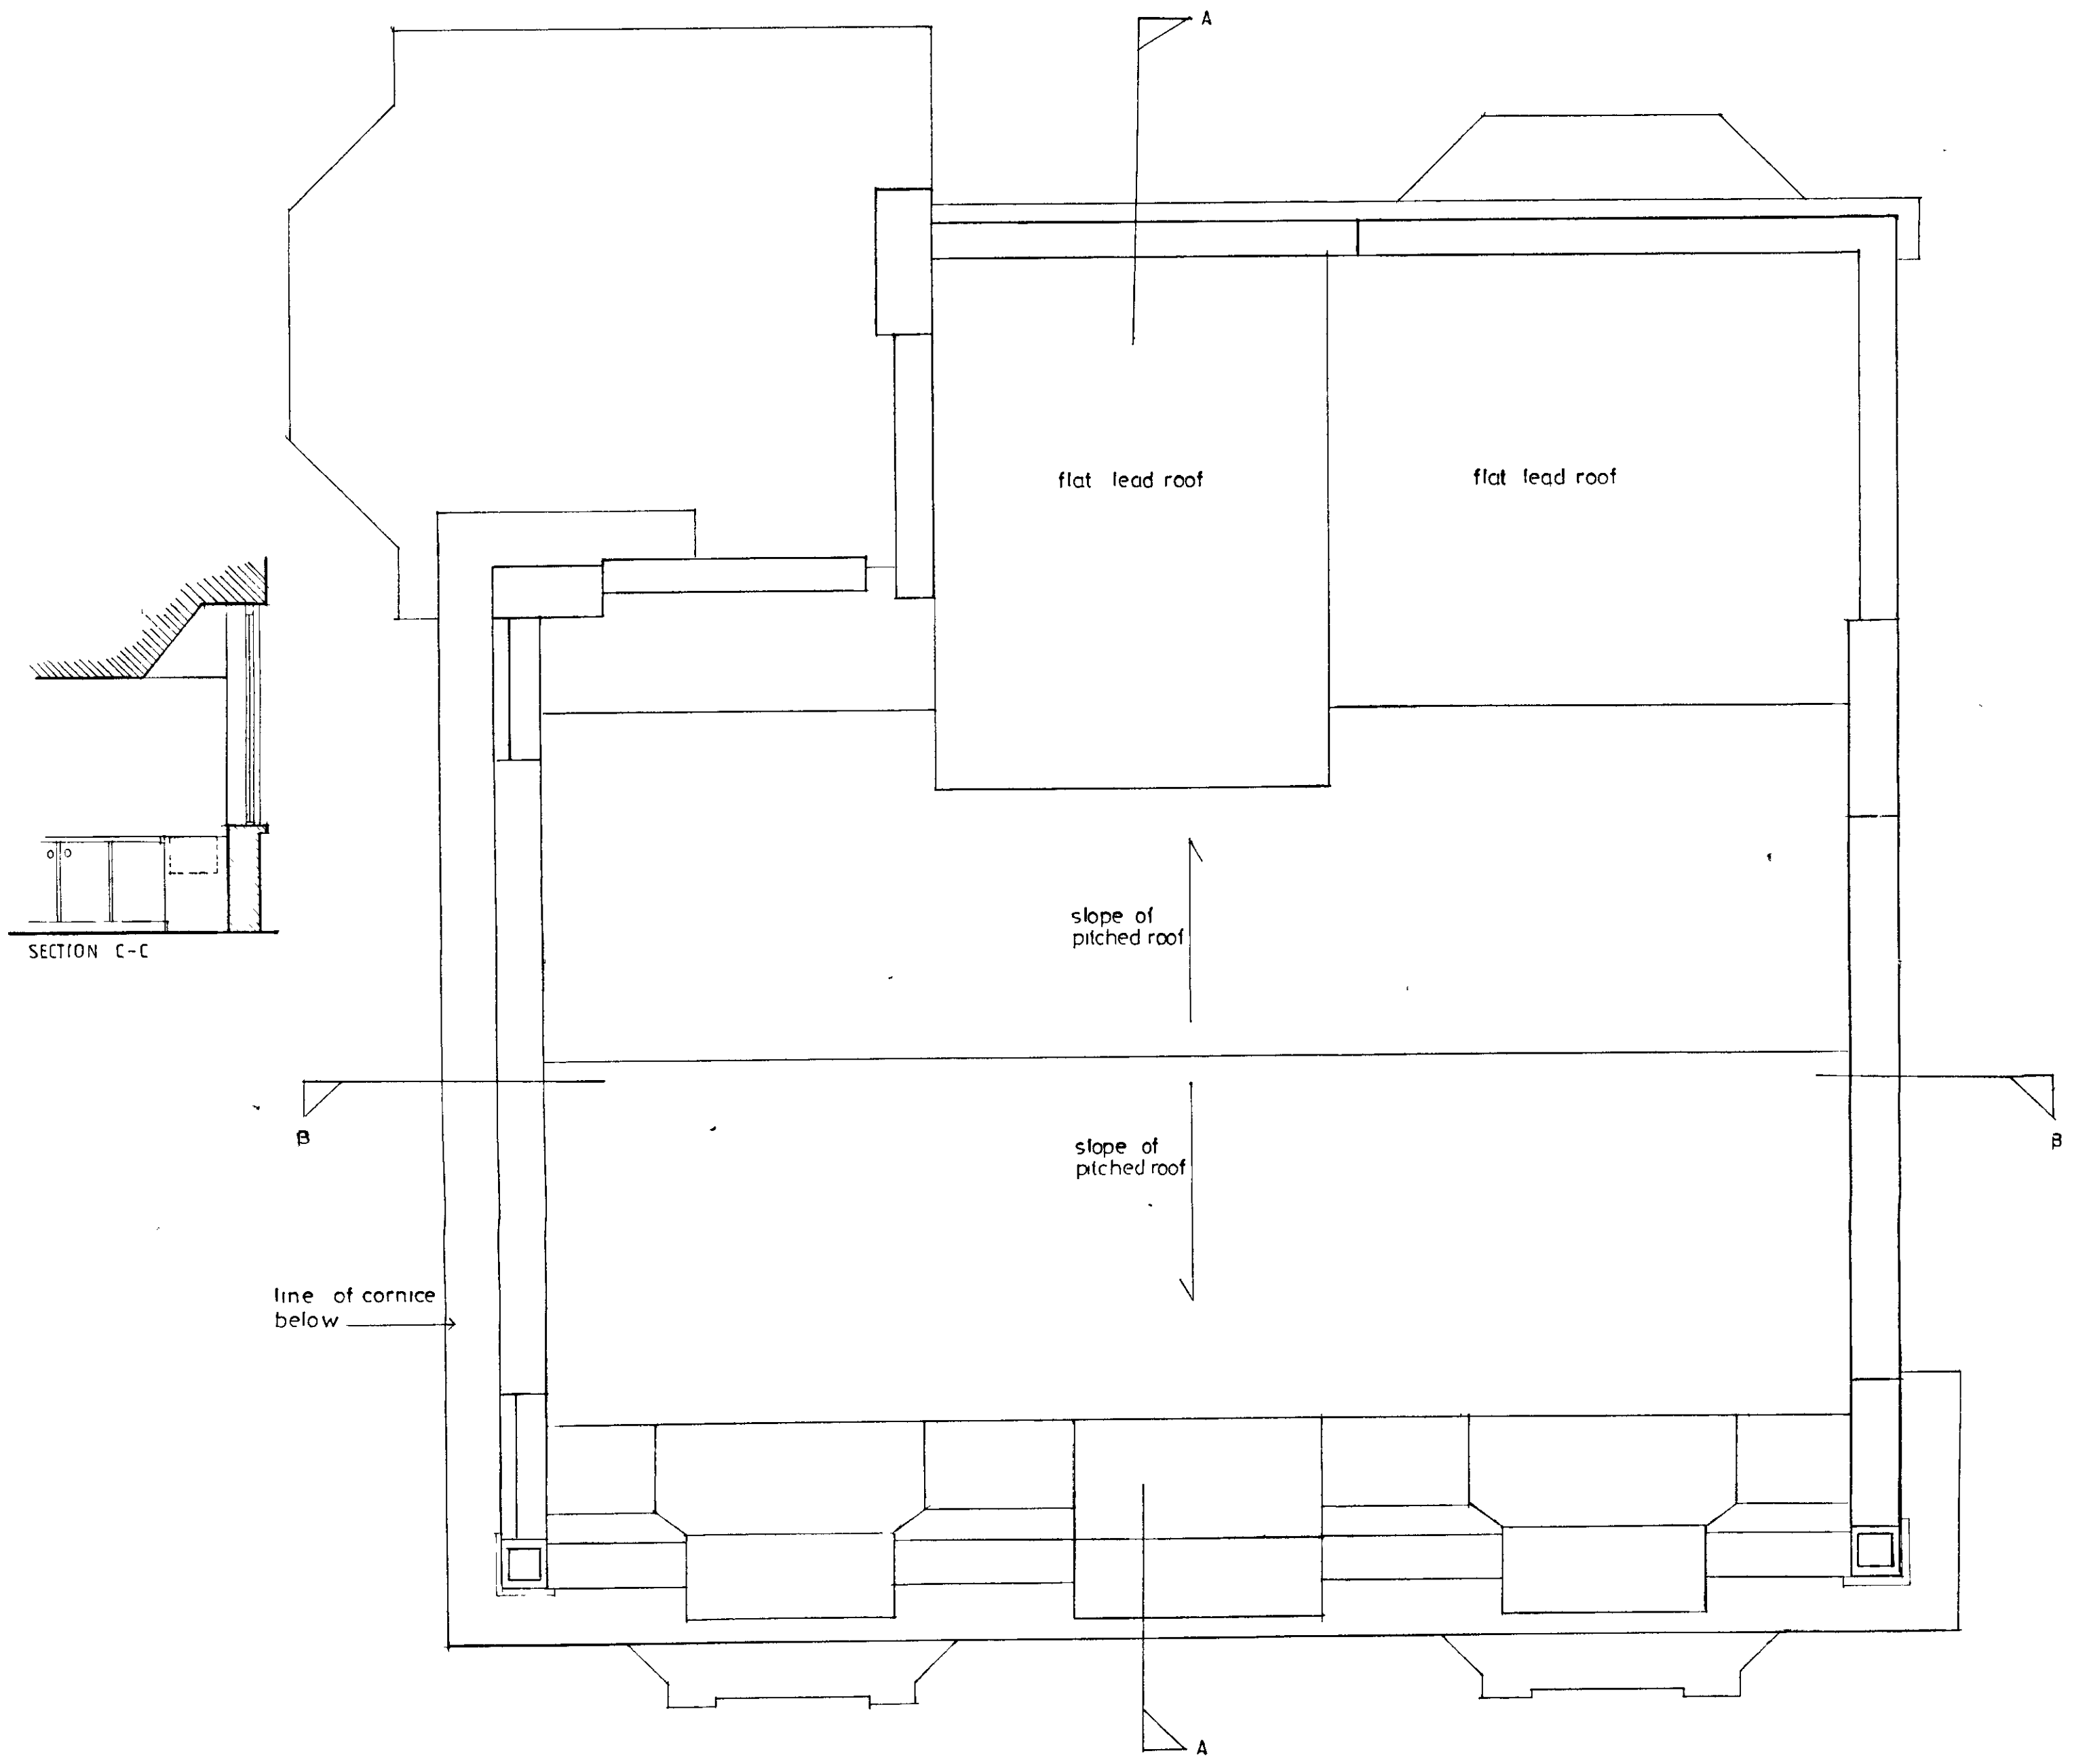 A
flat lead roof
flat lead roof
SECTION C-C
slope of
pitched roof
B
B
slope of
pitched roof
line of cornice
below
A